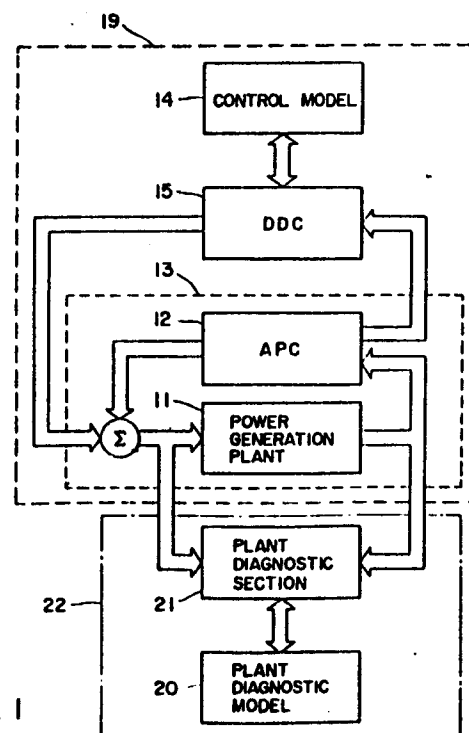 19
14
CONTROL MODEL
15
DDC
13
12
APC
11
POWER
GENERATION
PLANT
Σ
PLANT
DIAGNOSTIC
SECTION
22
21
20
PLANT
DIAGNOSTIC
MODEL
1